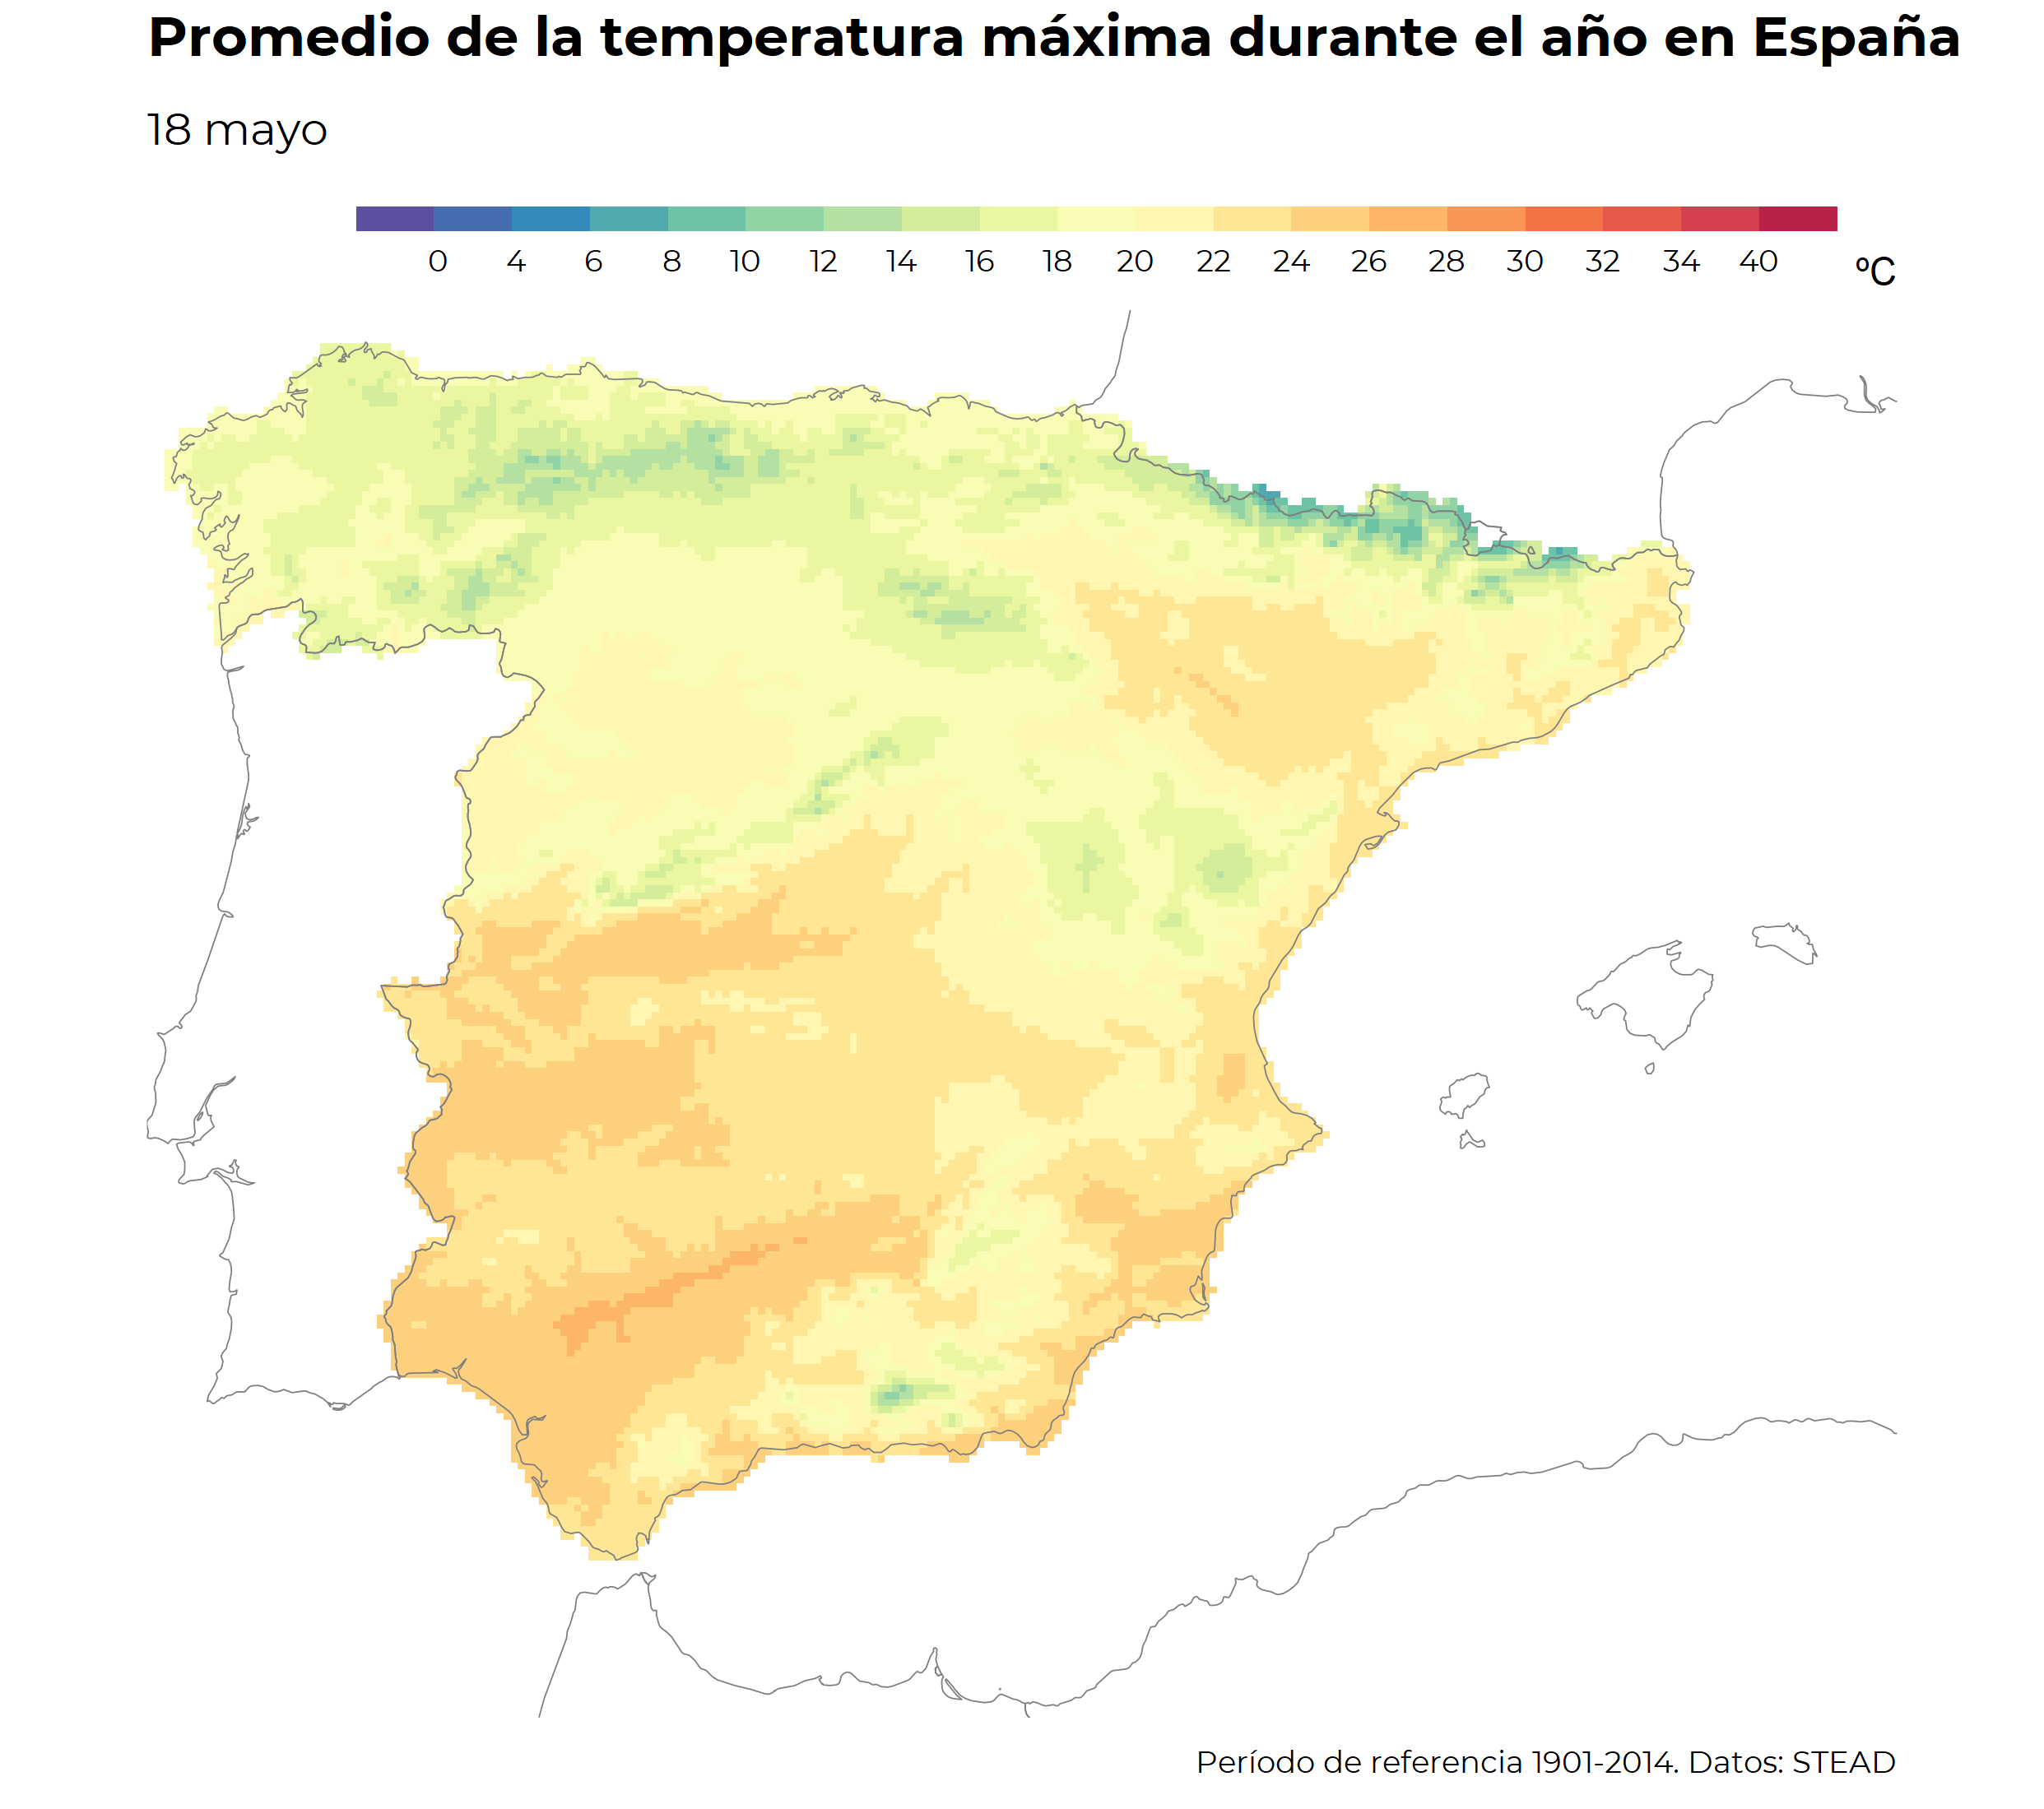 Promedio de la temperatura máxima durante el año en España
18 mayo
0 4 6 8 10 12 14 16 18 20 22 24 26 28 30 32 34 40 ºC
Período de referencia 1901-2014. Datos: STEAD